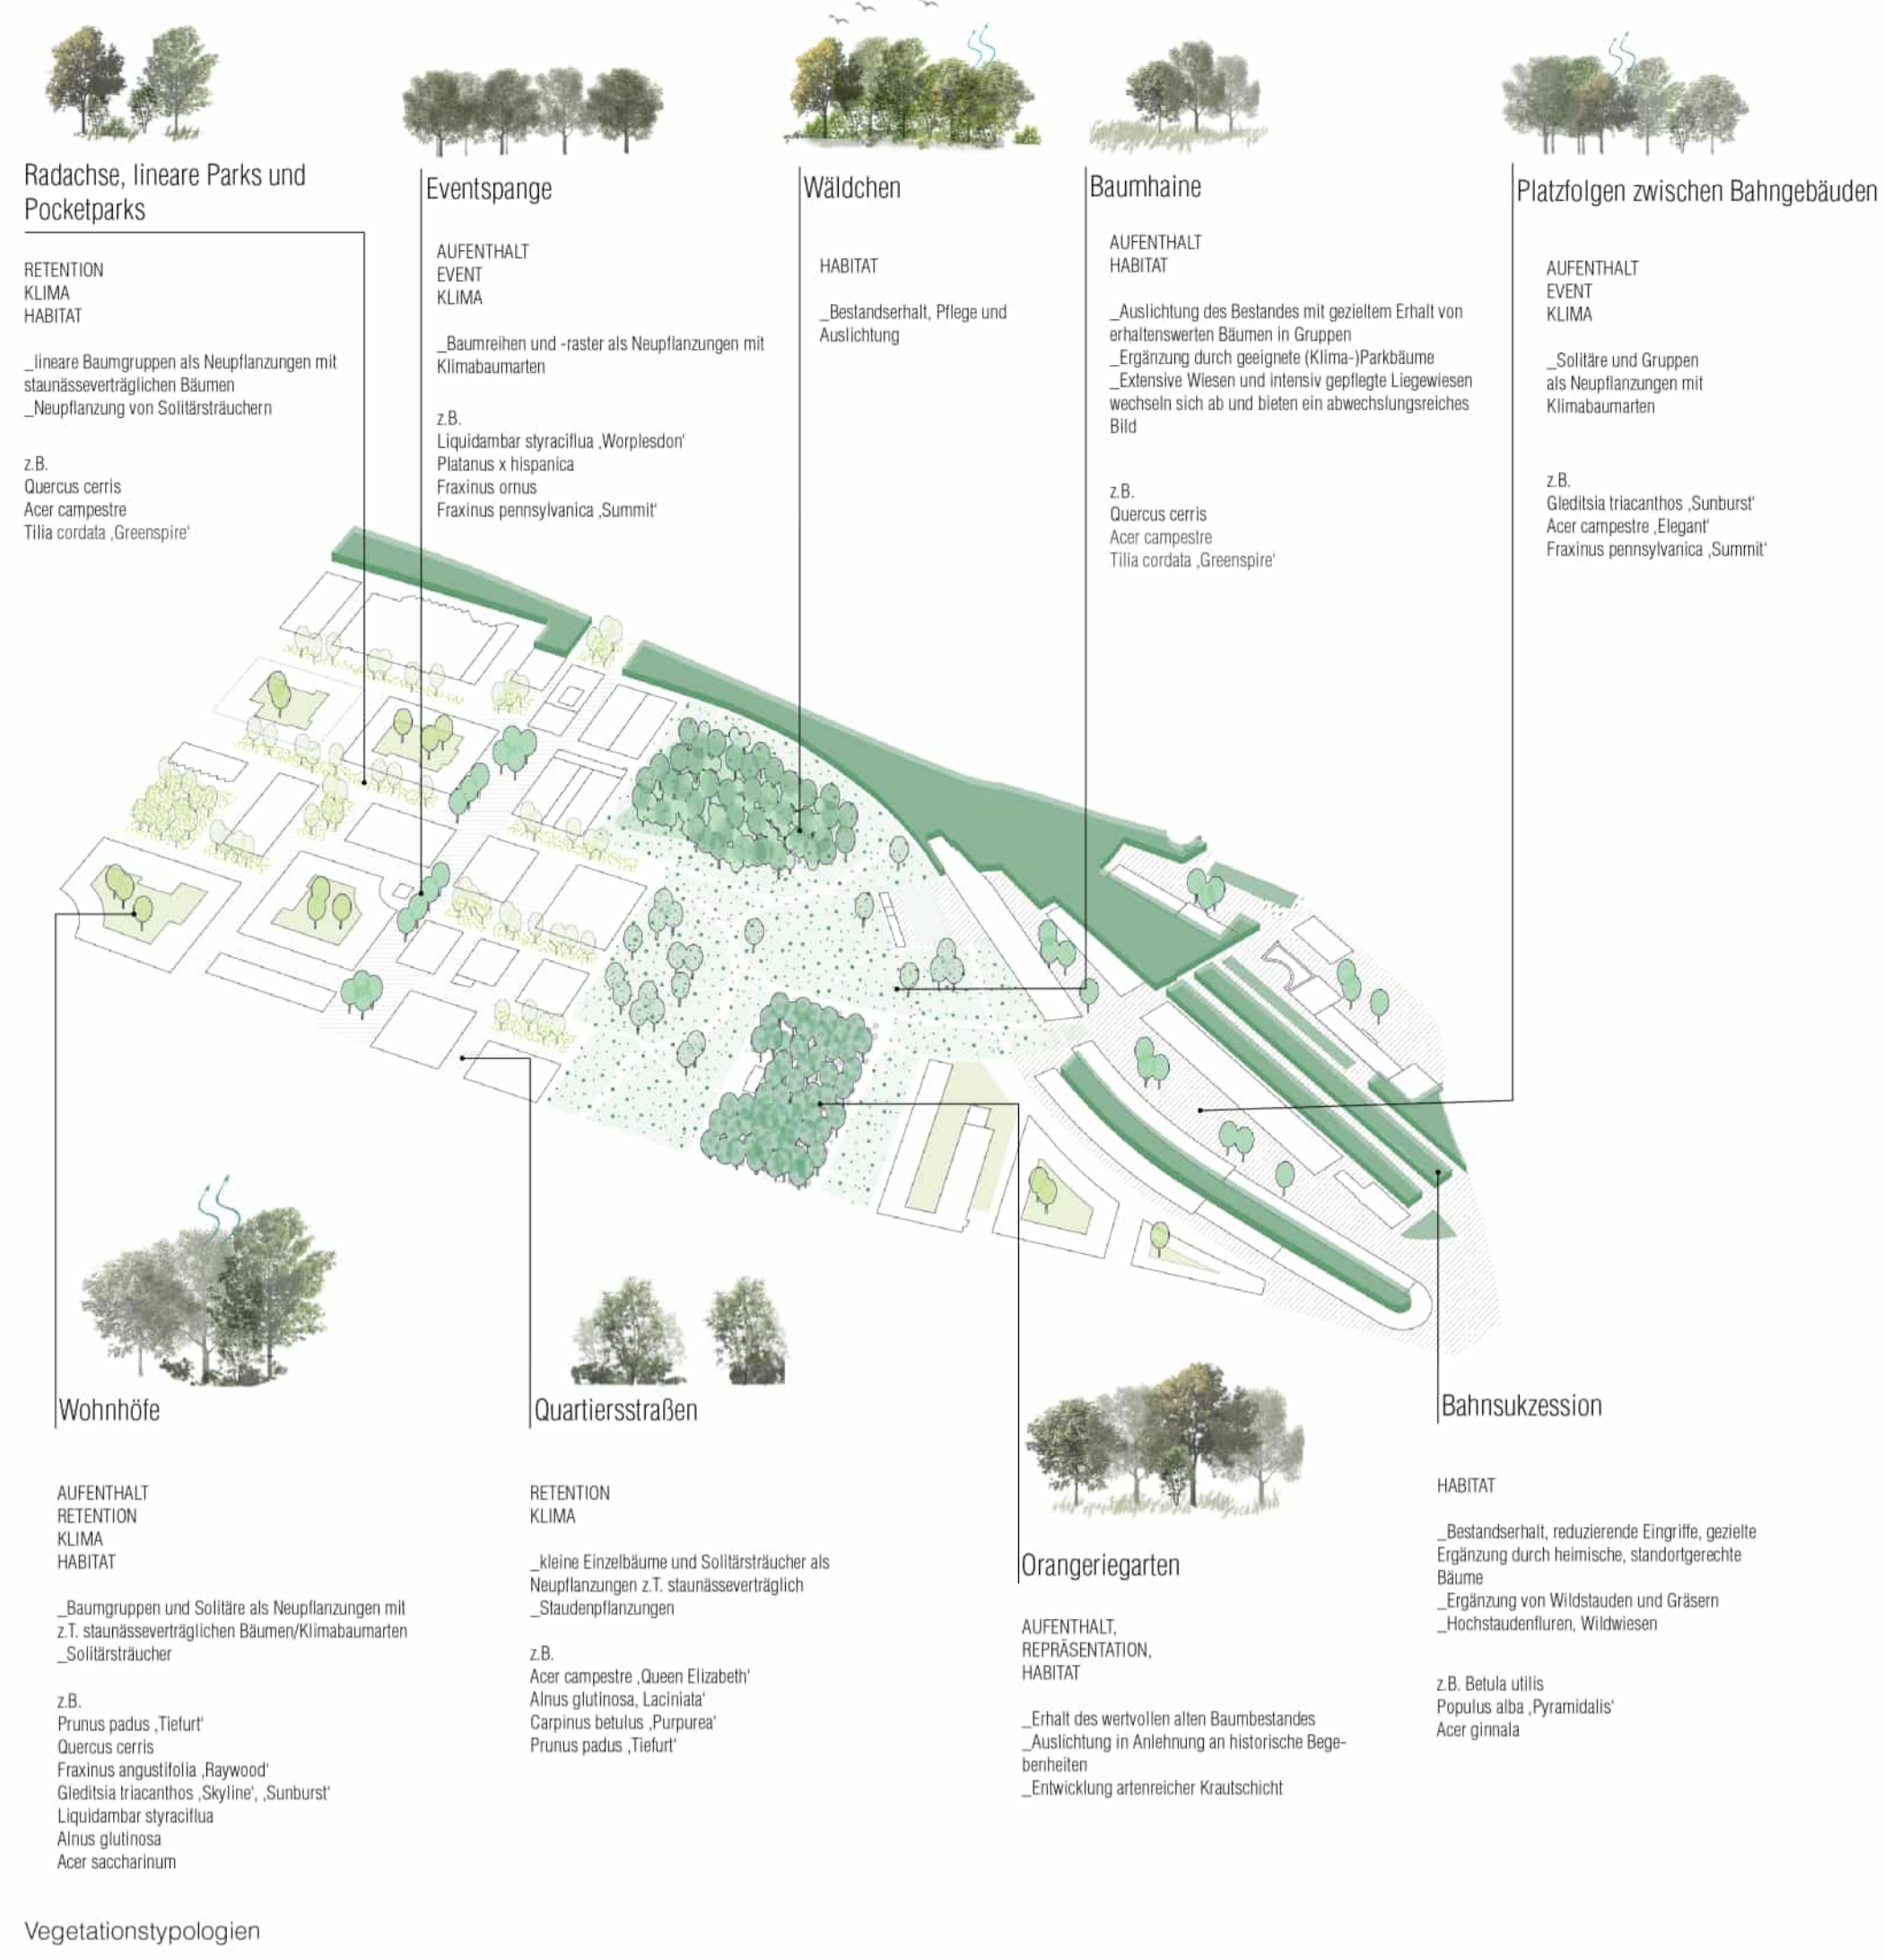 Radachse, lineare Parks und
Pocketparks
RETENTION
KLIMA
HABITAT
_lineare Baumgruppen als Neupflanzungen mit
staunässeverträglichen Bäumen
_Neupflanzung von Solitärsträuchern
z.B.
Quercus cerris
Acer campestre
Tilia cordata ‚Greenspire‘
Eventspange
AUFENTHALT
EVENT
KLIMA
_Baumreihen und -raster als Neupflanzungen mit
Klimabaumarten
z.B.
Liquidambar styraciflua ‚Worplesdon‘
Platanus x hispanica
Fraxinus ornus
Fraxinus pennsylvanica ‚Summit‘
Wäldchen
HABITAT
_Bestandserhalt, Pflege und
Auslichtung
Baumhaine
AUFENTHALT
HABITAT
_Auslichtung des Bestandes mit gezieltem Erhalt von
erhaltenswerten Bäumen in Gruppen
_Ergänzung durch geeignete (Klima-)Parkbäume
_Extensive Wiesen und intensiv gepflegte Liegewiesen
wechseln sich ab und bieten ein abwechslungsreiches
Bild
z.B.
Quercus cerris
Acer campestre
Tilia cordata ‚Greenspire‘
Platzfolgen zwischen Bahngebäuden
AUFENTHALT
EVENT
KLIMA
_Solitäre und Gruppen
als Neupflanzungen mit
Klimabaumarten
z.B.
Gleditsia triacanthos ‚Sunburst‘
Acer campestre ‚Elegant‘
Fraxinus pennsylvanica ‚Summit‘
Wohnhöfe
AUFENTHALT
RETENTION
KLIMA
HABITAT
_Baumgruppen und Solitäre als Neupflanzungen mit
z.T. staunässeverträglichen Bäumen/Klimabaumarten
_Solitärsträucher
z.B.
Prunus padus ‚Tiefurt‘
Quercus cerris
Fraxinus angustifolia ‚Raywood‘
Gleditsia triacanthos ‚Skyline‘, ‚Sunburst‘
Liquidambar styraciflua
Alnus glutinosa
Acer saccharinum
Quartiersstraßen
RETENTION
KLIMA
_kleine Einzelbäume und Solitärsträucher als
Neupflanzungen z.T. staunässeverträglich
_Staudenpflanzungen
z.B.
Acer campestre ‚Queen Elizabeth‘
Alnus glutinosa, Laciniata‘
Carpinus betulus ‚Purpurea‘
Prunus padus ‚Tiefurt‘
Orangeriegarten
AUFENTHALT,
REPRÄSENTATION,
HABITAT
_Erhalt des wertvollen alten Baumbestandes
_Auslichtung in Anlehnung an historische Bege-
benheiten
_Entwicklung artenreicher Krautschicht
Bahnsukzession
HABITAT
_Bestandserhalt, reduzierende Eingriffe, gezielte
Ergänzung durch heimische, standortgerechte
Bäume
_Ergänzung von Wildstauden und Gräsern
_Hochstaudenfluren, Wildwiesen
z.B. Betula utilis
Populus alba ‚Pyramidalis‘
Acer ginnala
Vegetationstypologien